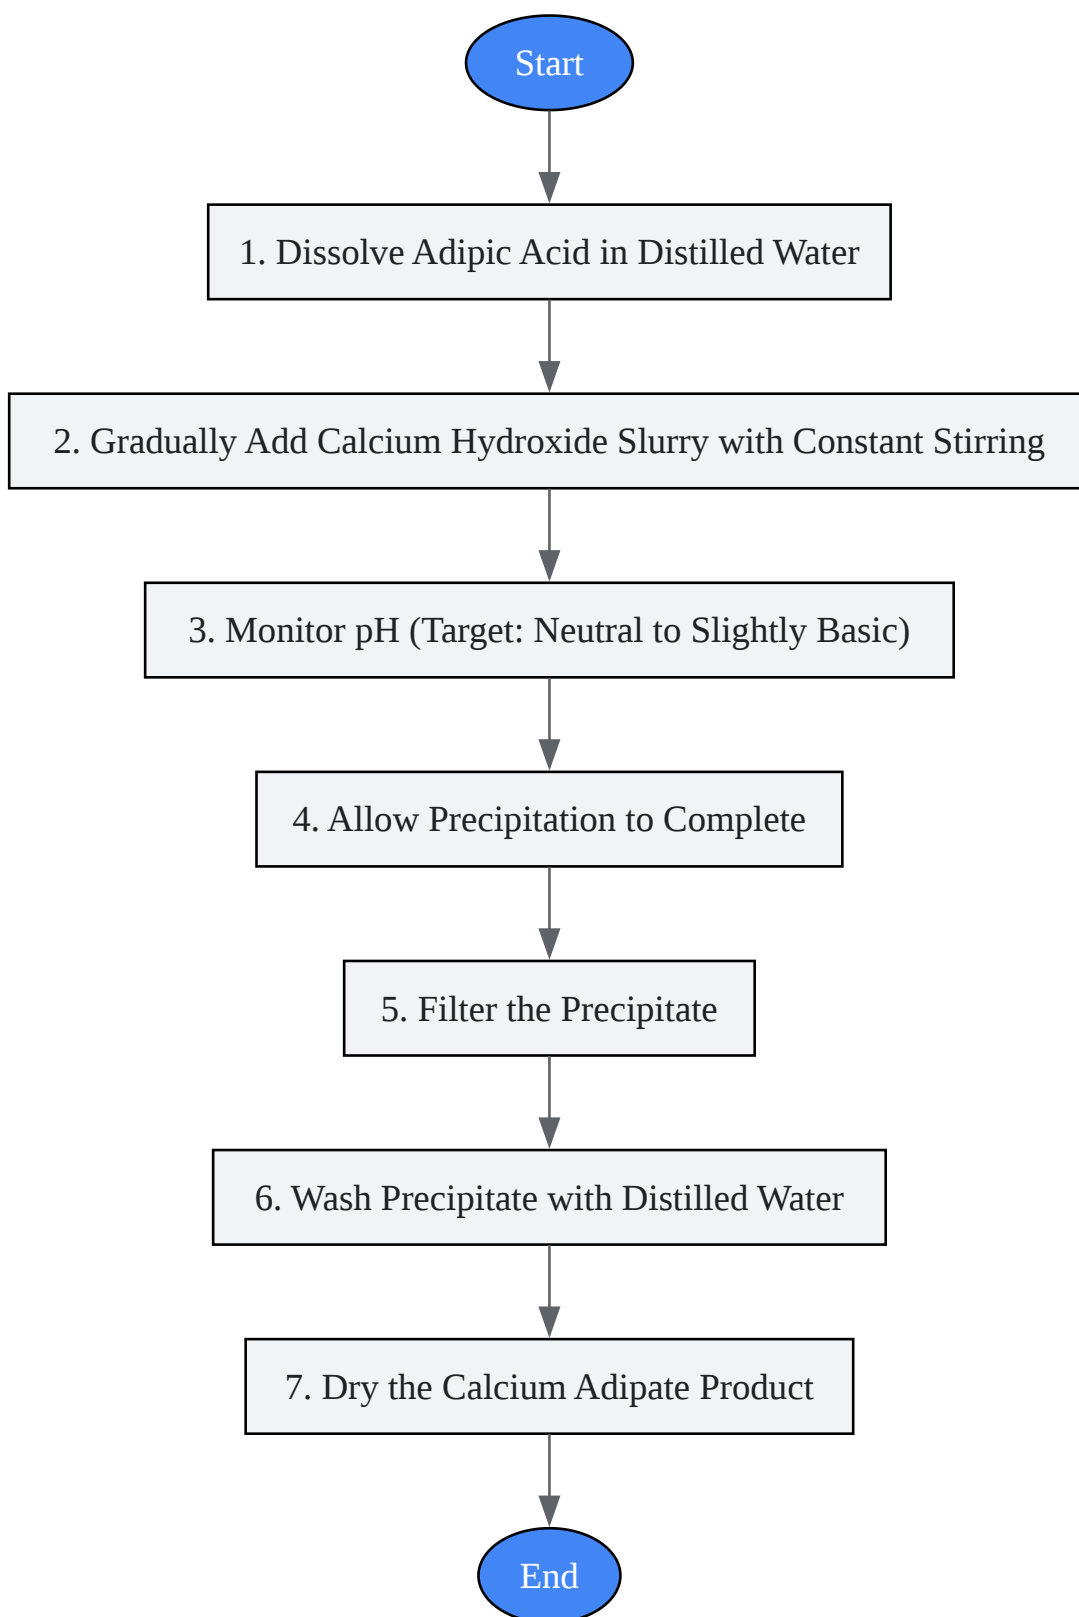 Start
1. Dissolve Adipic Acid in Distilled Water
2. Gradually Add Calcium Hydroxide Slurry with Constant Stirring
3. Monitor pH (Target: Neutral to Slightly Basic)
4. Allow Precipitation to Complete
5. Filter the Precipitate
6. Wash Precipitate with Distilled Water
7. Dry the Calcium Adipate Product
End